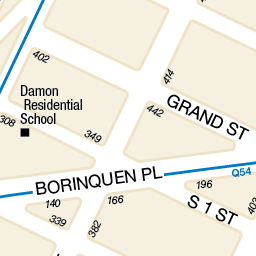 402
414
Damon
Residential
School
308
349
442
GRAND ST
Q54
BORINQUEN PL
196
140
166
339
382
S 1 ST
403